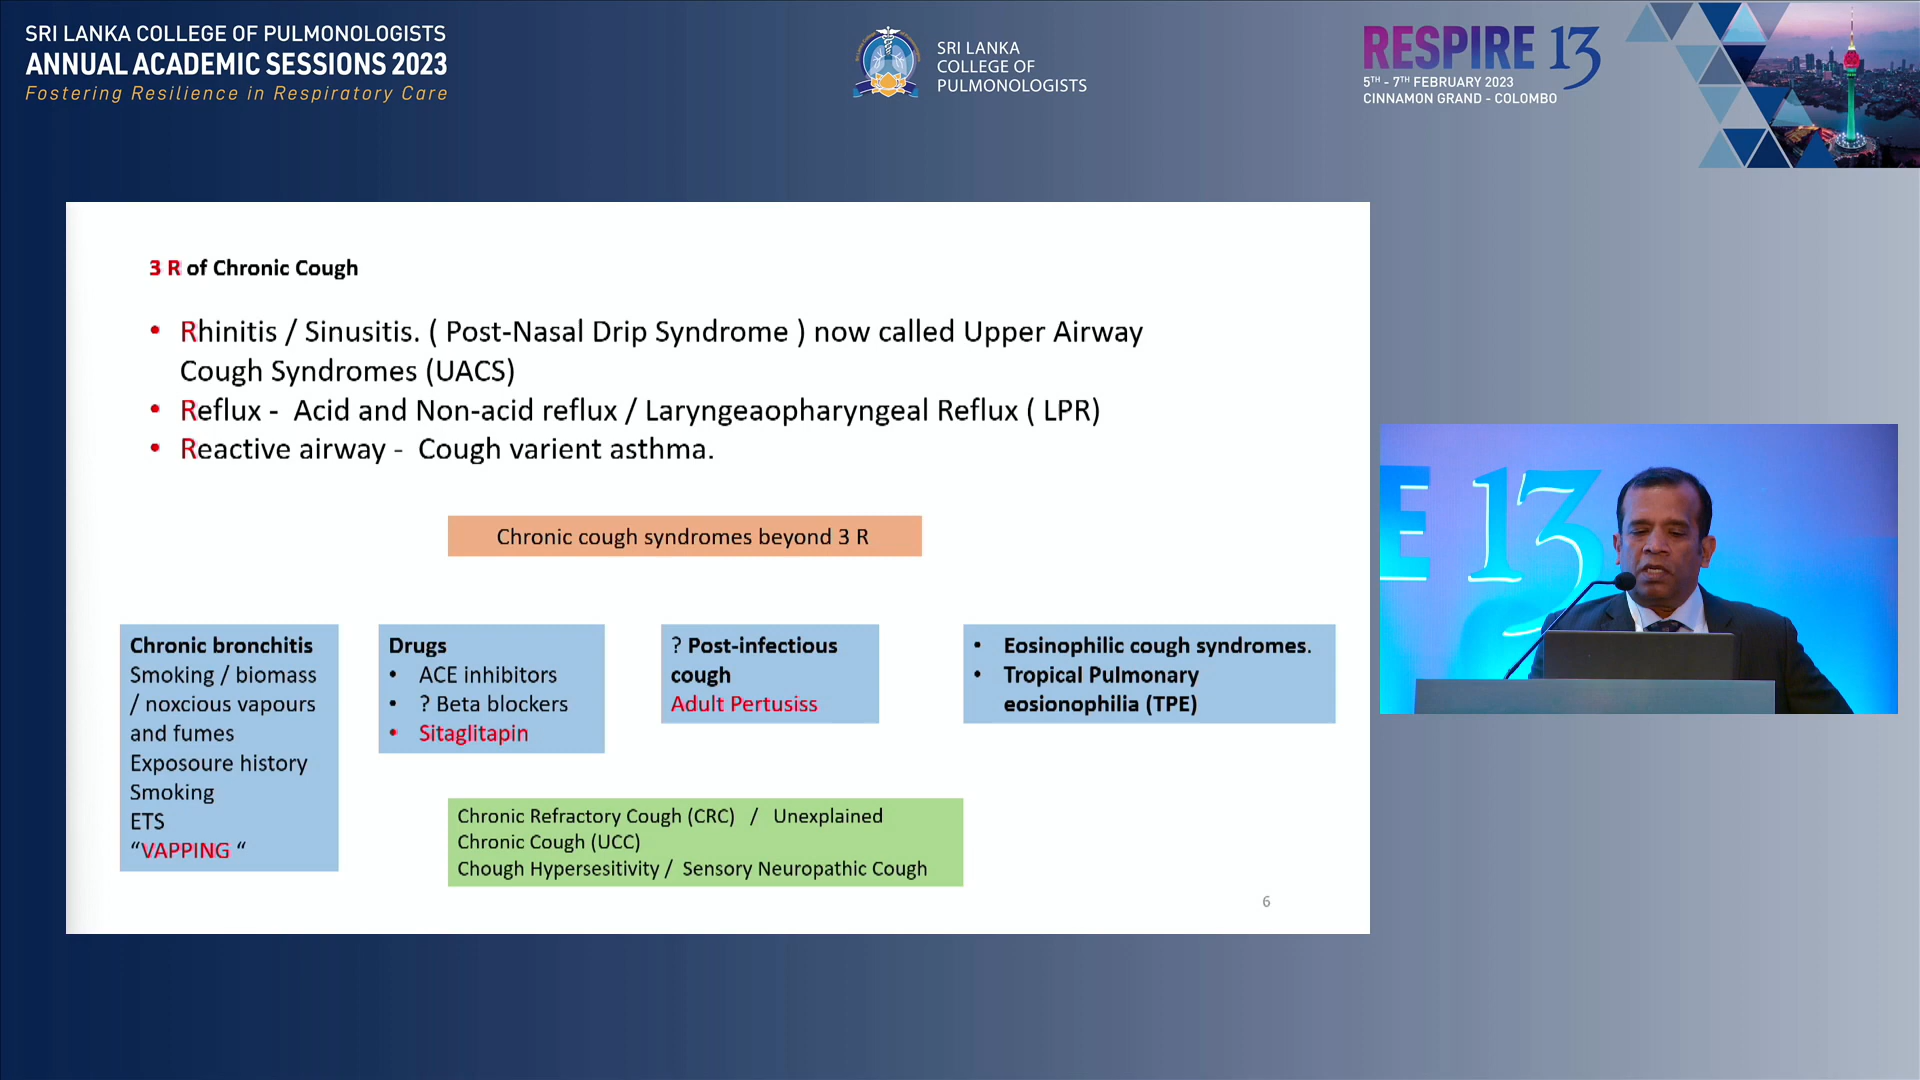 SRI LANKA COLLEGE OF PULMONOLOGISTS
ANNUAL ACADEMIC SESSIONS 2023
Fostering Resilience in Respiratory Care
SRI LANKA
COLLEGE OF
PULMONOLOGISTS
RESPIRE 13
5TH - 7TH FEBRUARY 2023
CINNAMON GRAND - COLOMBO
3 R of Chronic Cough
• Rhinitis / Sinusitis. ( Post-Nasal Drip Syndrome ) now called Upper Airway
Cough Syndromes (UACS)
• Reflux - Acid and Non-acid reflux / Laryngeaopharyngeal Reflux ( LPR)
• Reactive airway - Cough varient asthma.
Chronic cough syndromes beyond 3 R
Chronic bronchitis
Smoking / biomass
/ noxcious vapours
and fumes
Exposoure history
Smoking
ETS
“VAPPING “
Drugs
• ACE inhibitors
• ? Beta blockers
• Sitaglitapin
? Post-infectious
cough
Adult Pertusiss
• Eosinophilic cough syndromes.
• Tropical Pulmonary
eosionophilia (TPE)
Chronic Refractory Cough (CRC) / Unexplained
Chronic Cough (UCC)
Chough Hypersesitivity / Sensory Neuropathic Cough
6
E 13